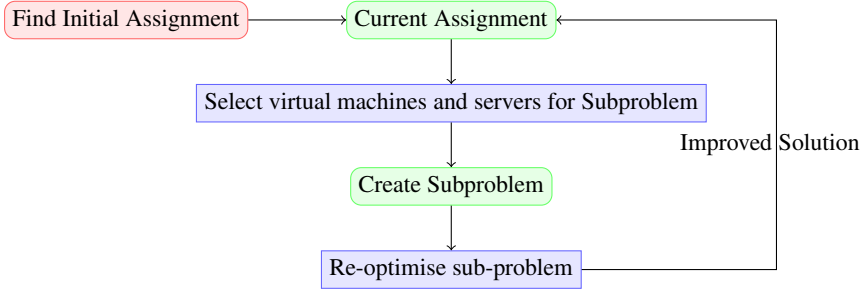 Find Initial Assignment
Current Assignment
Select virtual machines and servers for Subproblem
Improved Solution
Create Subproblem
Re-optimise sub-problem